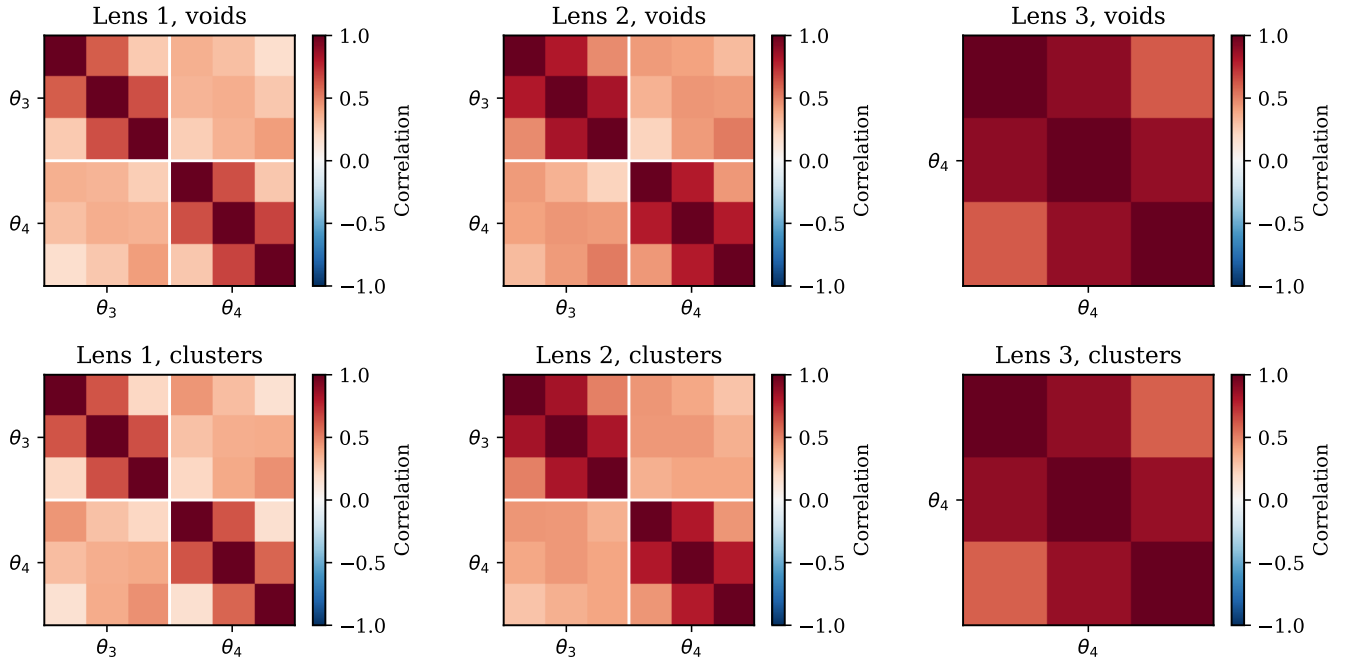 Lens 1, voids
θ3
θ4
θ3
θ4
1.0
0.5
0.0
−0.5
−1.0
Correlation
Lens 2, voids
θ3
θ4
θ3
θ4
1.0
0.5
0.0
−0.5
−1.0
Correlation
Lens 3, voids
θ4
θ4
1.0
0.5
0.0
−0.5
−1.0
Correlation
Lens 1, clusters
θ3
θ4
θ3
θ4
1.0
0.5
0.0
−0.5
−1.0
Correlation
Lens 2, clusters
θ3
θ4
θ3
θ4
1.0
0.5
0.0
−0.5
−1.0
Correlation
Lens 3, clusters
θ4
θ4
1.0
0.5
0.0
−0.5
−1.0
Correlation